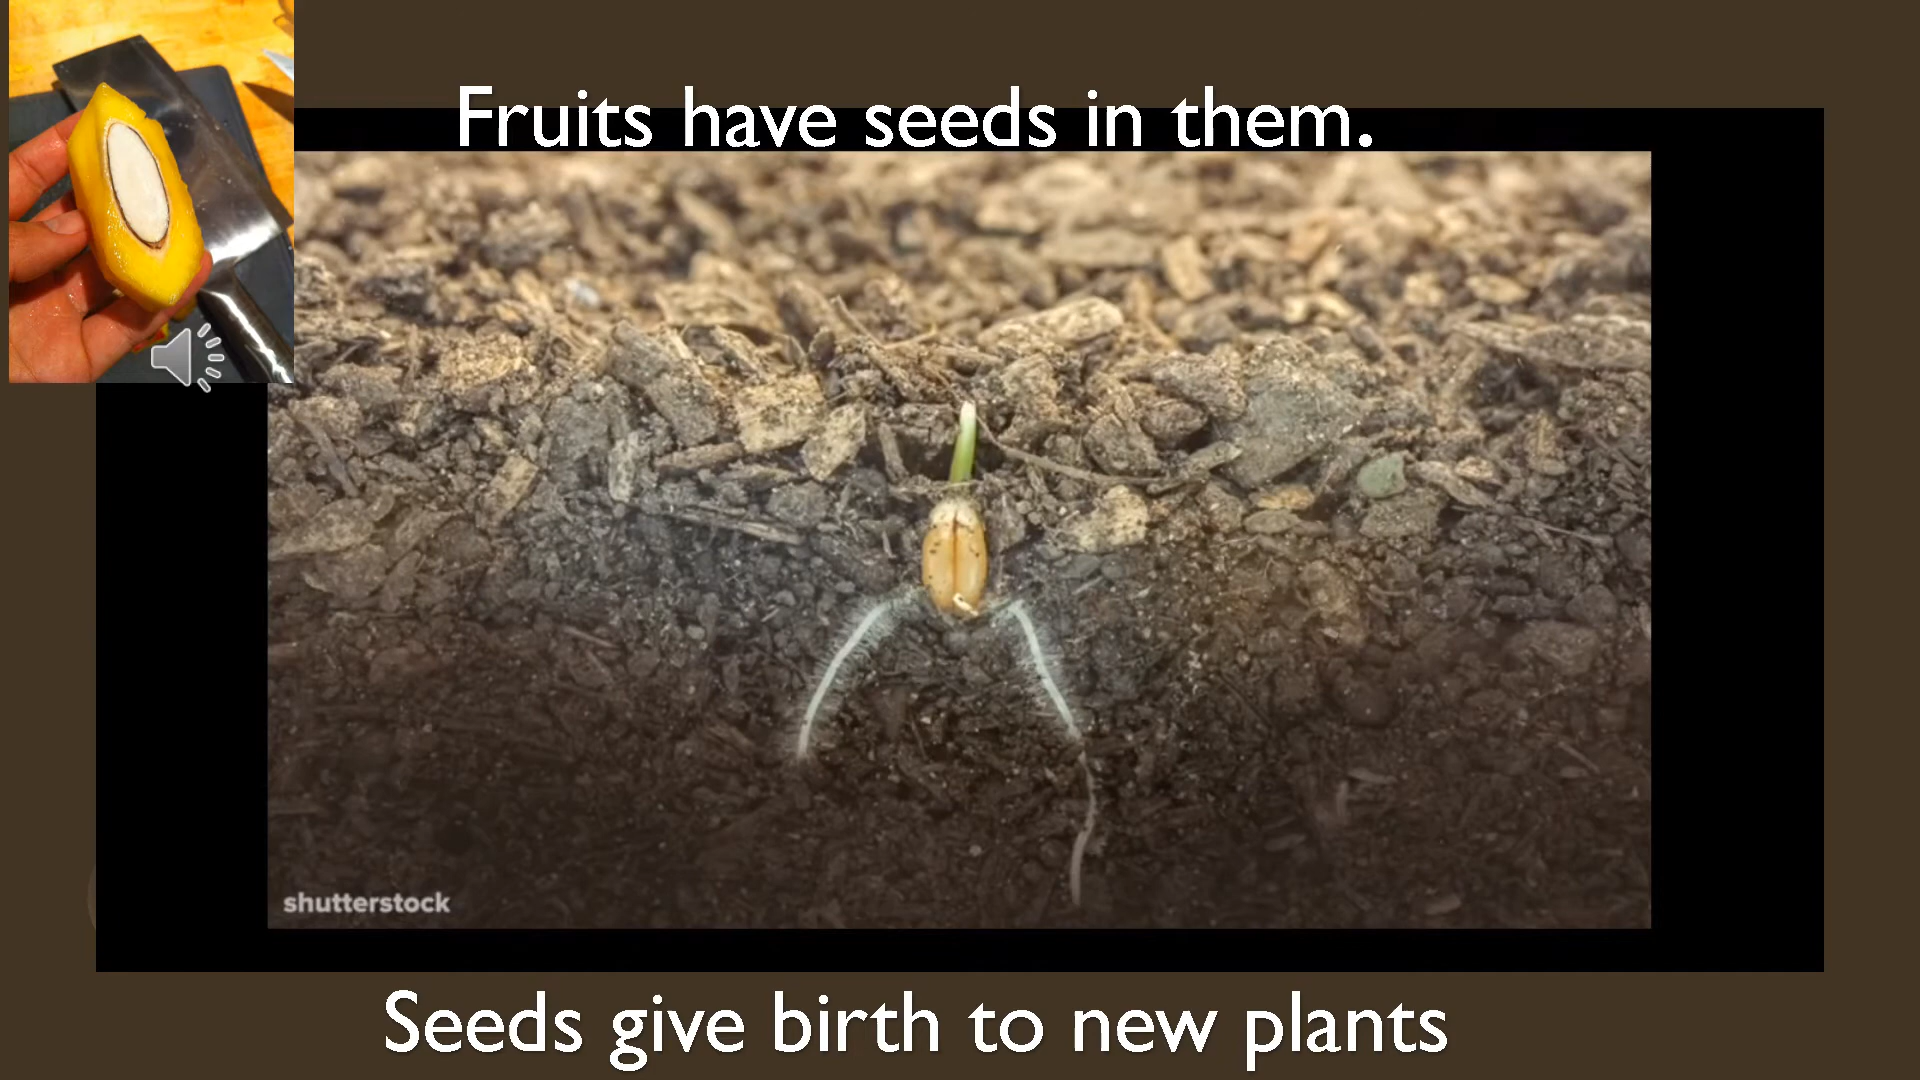 Fruits have seeds in them.
shutterstock
Seeds give birth to new plants